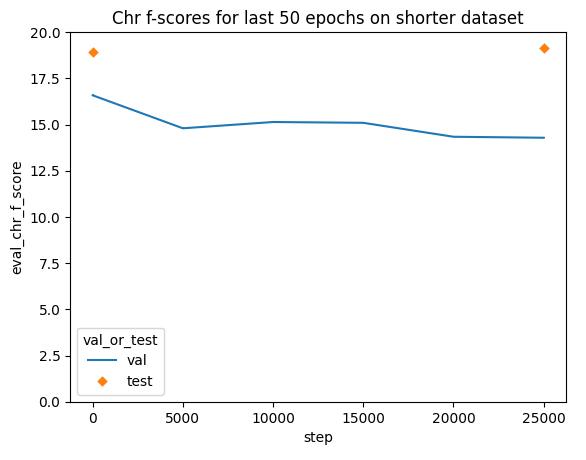 Chr f-scores for last 50 epochs on shorter dataset
20.0
17.5
15.0
12.5
10.0
7.5
5.0
2.5
0.0
eval_chr_f_score
val_or_test
val
test
0 5000 10000 15000 20000 25000
step